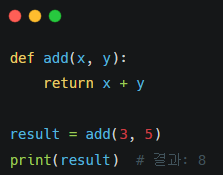 def add(x, y):
    return x + y

result = add(3, 5)
print(result)  # 결과: 8